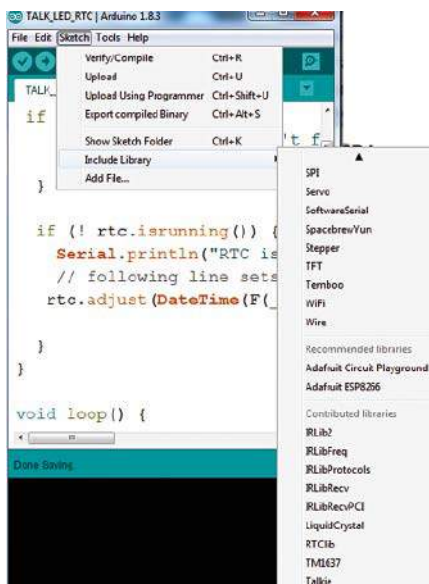 TALK_LED_RTC | Arduino 1.8.3
File Edit Sketch Tools Help
Verify/Compile Ctrl+R
Upload Ctrl+U
Upload Using Programmer Ctrl+Shift+U
Export compiled Binary Ctrl+Alt+S
Show Sketch Folder Ctrl+K
Include Library
Add File...
TALK_
if
't f
}
if (! rtc.isrunning()) {
Serial.println("RTC is
// following line sets
rtc.adjust(DateTime(F(_
}
}
void loop() {
Done Saving.
SPI
Servo
SoftwareSerial
SpacebrewYun
Stepper
TFT
Temboo
WiFi
Wire
Recommended libraries
Adafruit Circuit Playground
Adafruit ESP8266
Contributed libraries
IRLib2
IRLibFreq
IRLibProtocols
IRLibRecv
IRLibRecvPCI
LiquidCrystal
RTClib
TM1637
Talkie